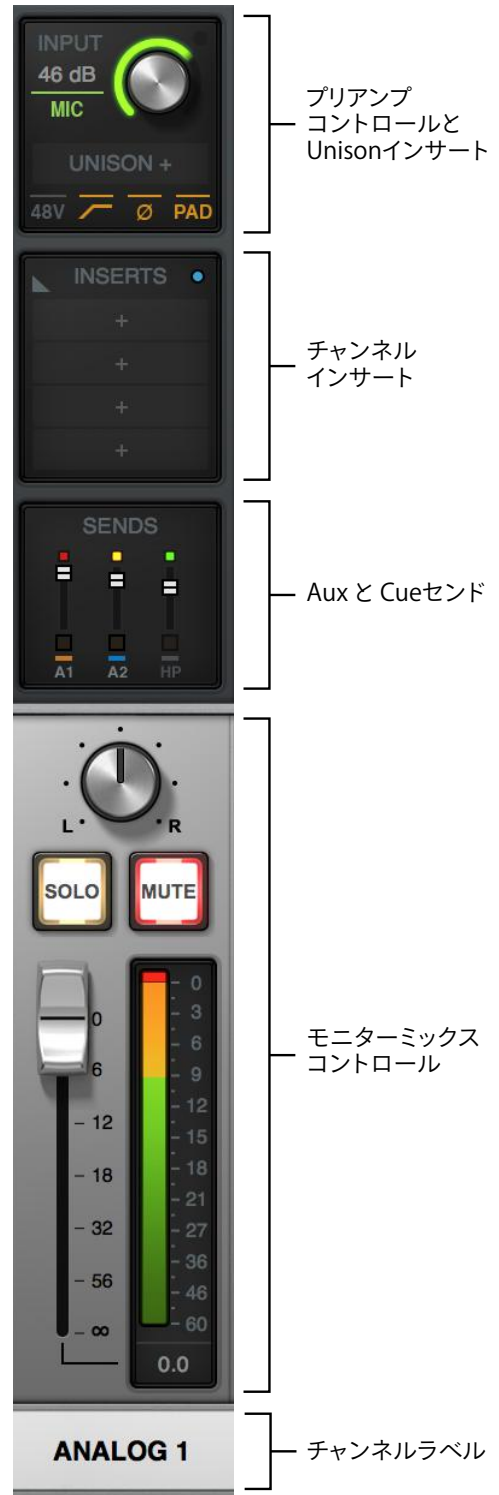 INPUT
46 dB
MIC
UNISON +
48V Ø PAD
プリアンプ
コントロールと
Unisonインサート
INSERTS
+
+
+
+
チャンネル
インサート
SENDS
A1 A2 HP
Aux と Cueセンド
L R
SOLO MUTE
0
6
- 12
- 18
- 32
- 56
- ∞
- 0
- 3
- 6
- 9
- 12
- 15
- 18
- 21
- 27
- 36
- 46
- 60
0.0
モニターミックス
コントロール
ANALOG 1
チャンネルラベル